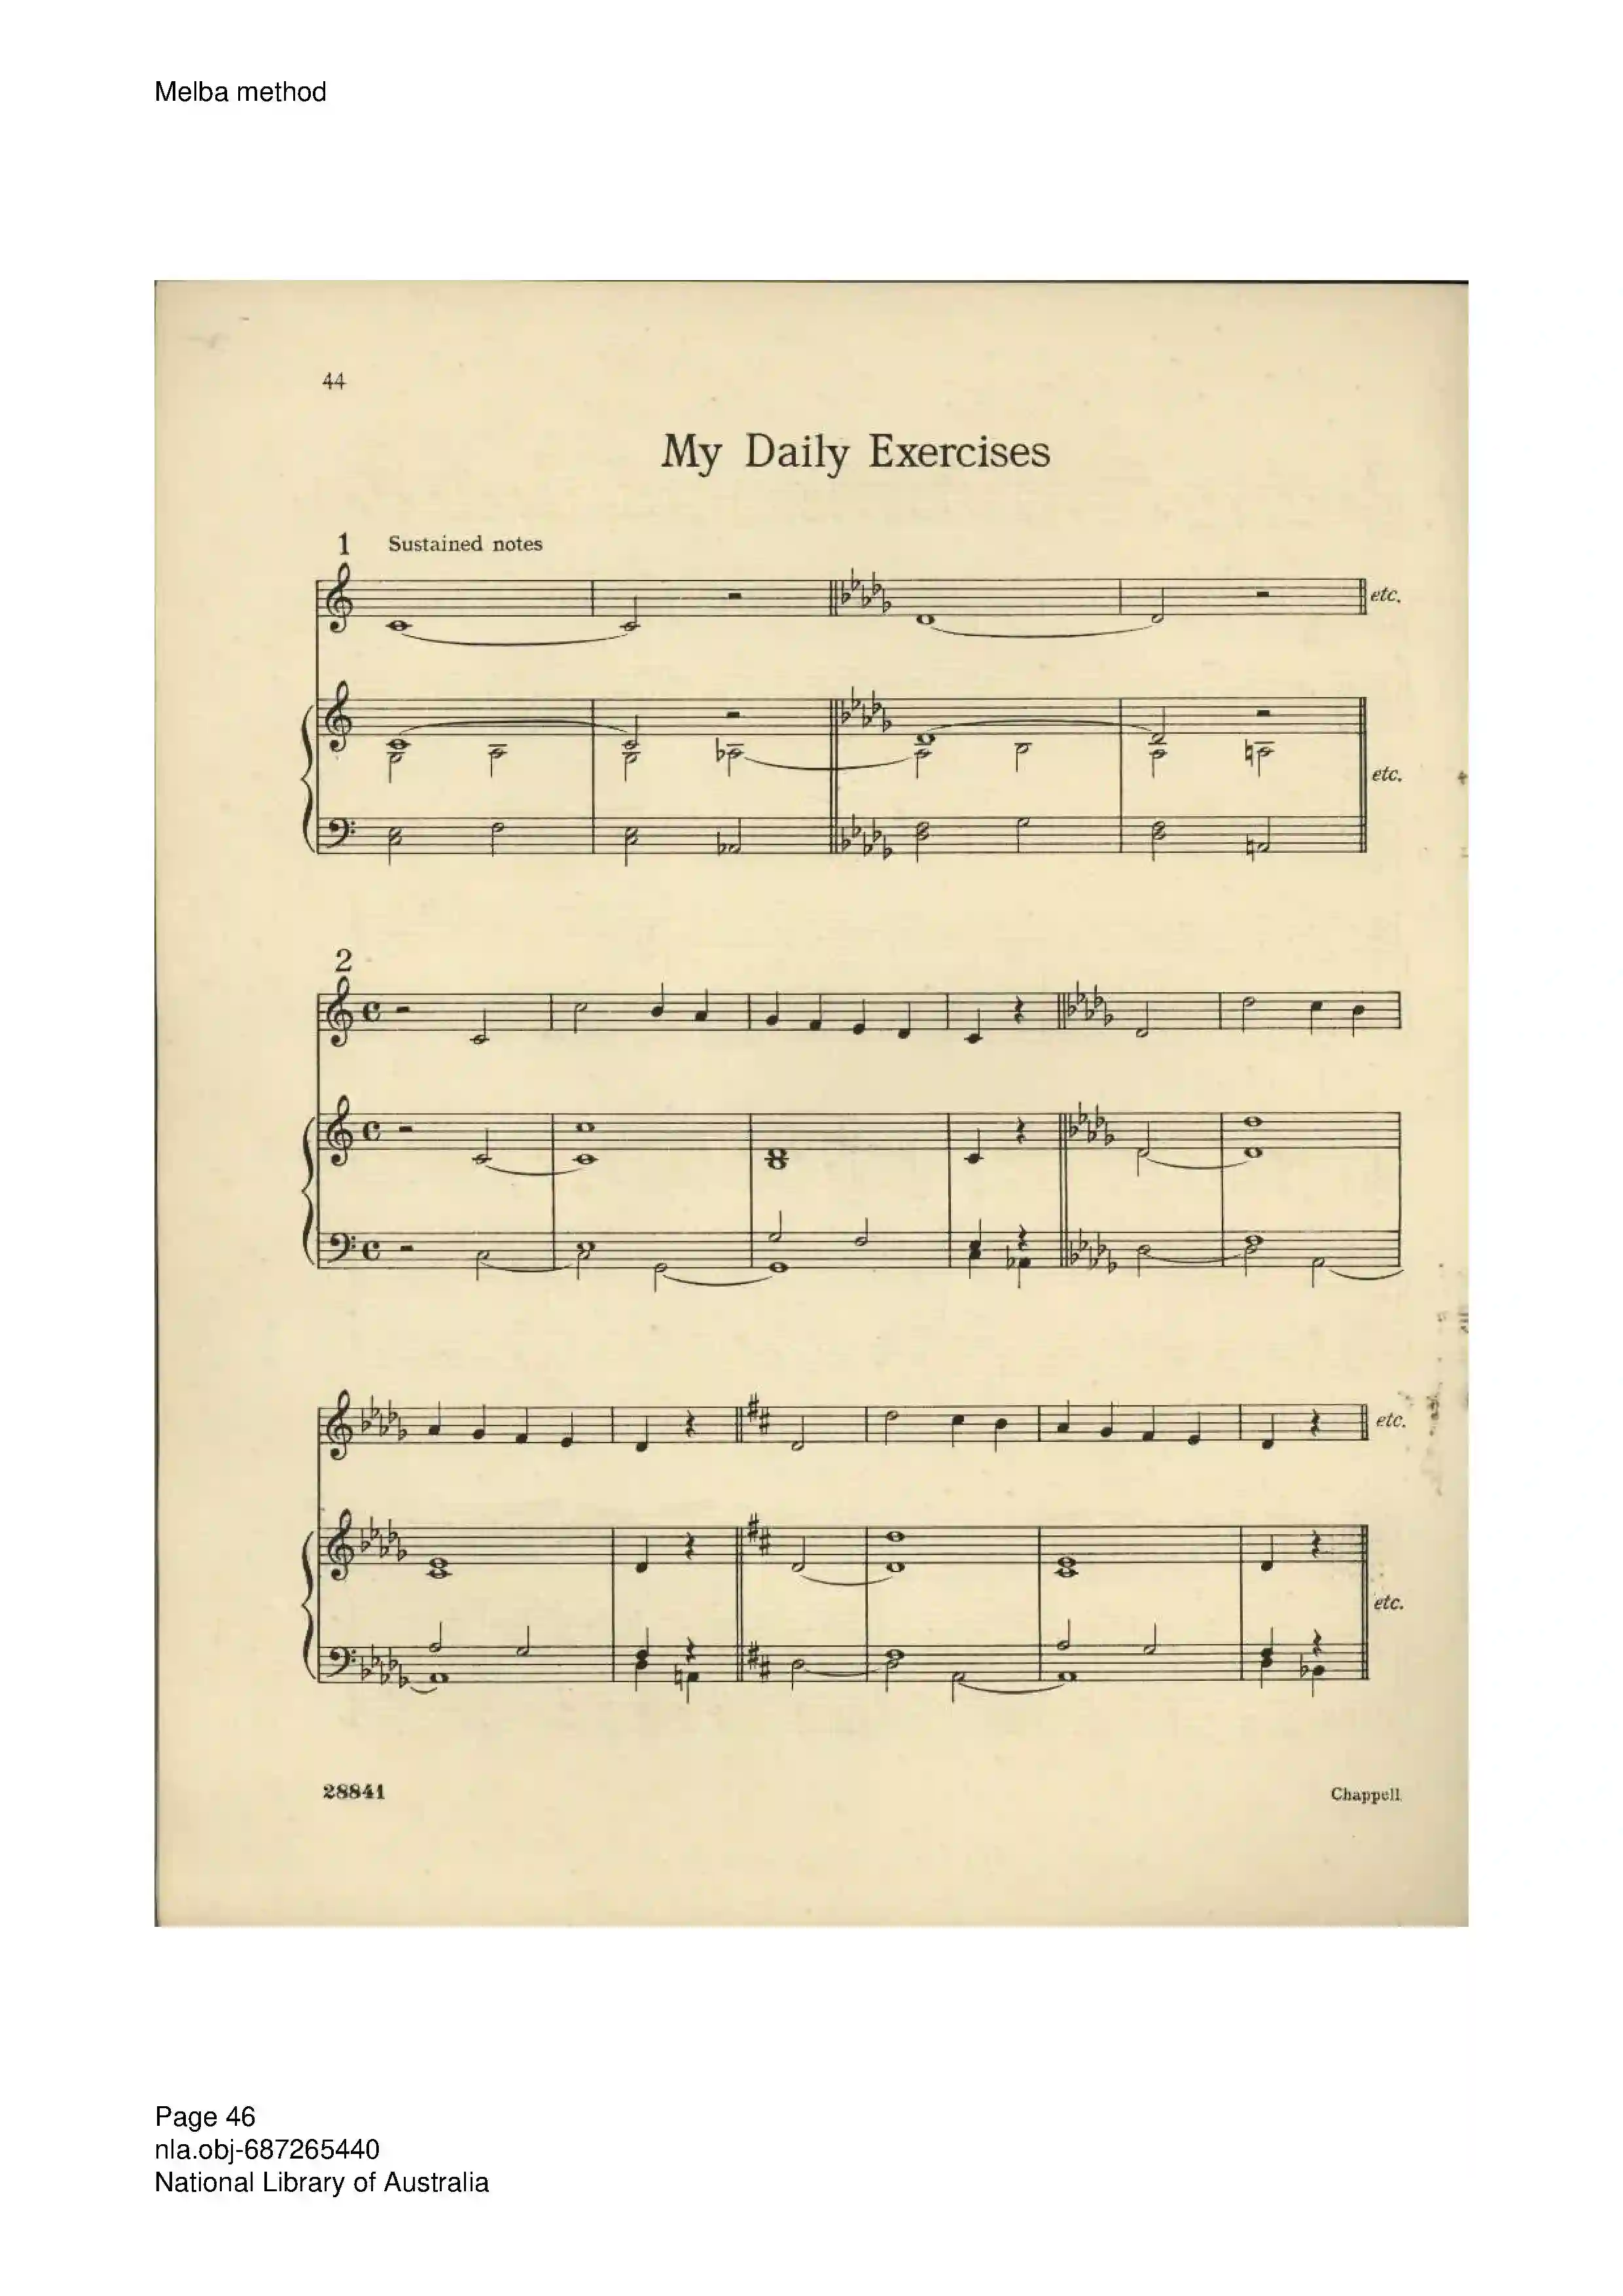 Melba method
44
My Daily Exercises
1 Sustained notes
etc.
etc.
2
etc.
etc.
28841
Chappell
Page 46
nla.obj-687265440
National Library of Australia